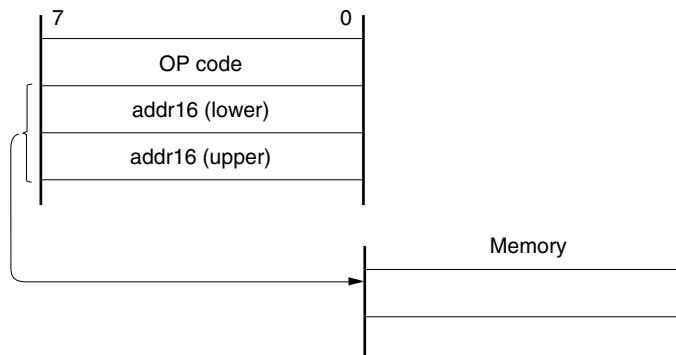 7 0
OP code
addr16 (lower)
addr16 (upper)
Memory